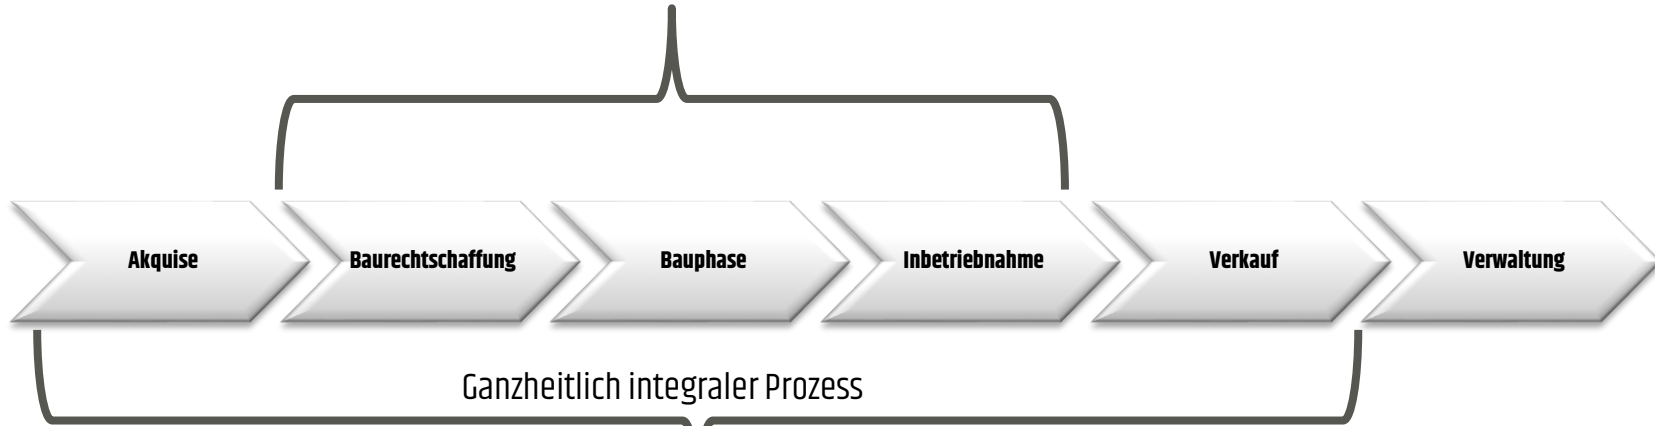 Akquise
Baurechtschaffung
Bauphase
Inbetriebnahme
Verkauf
Verwaltung
Ganzheitlich integraler Prozess